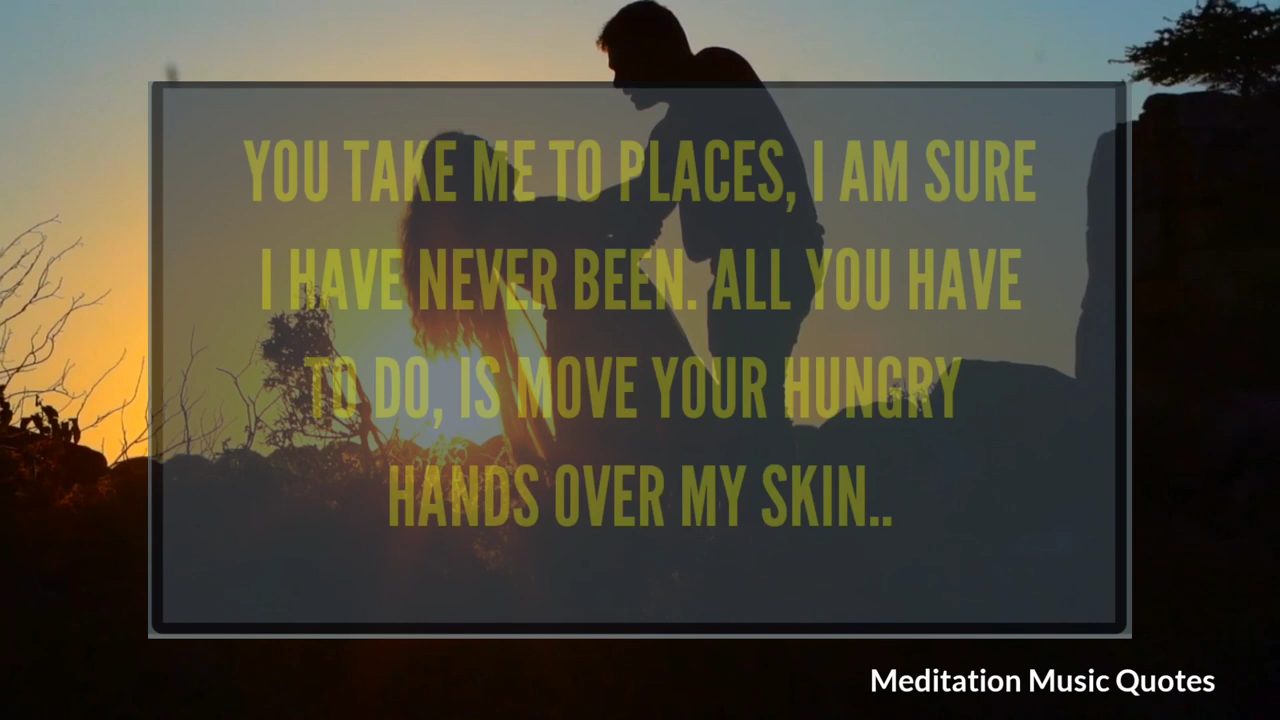 YOU TAKE ME TO PLACES, I AM SURE
I HAVE NEVER BEEN. ALL YOU HAVE
TO DO, IS MOVE YOUR HUNGRY
HANDS OVER MY SKIN..
Meditation Music Quotes